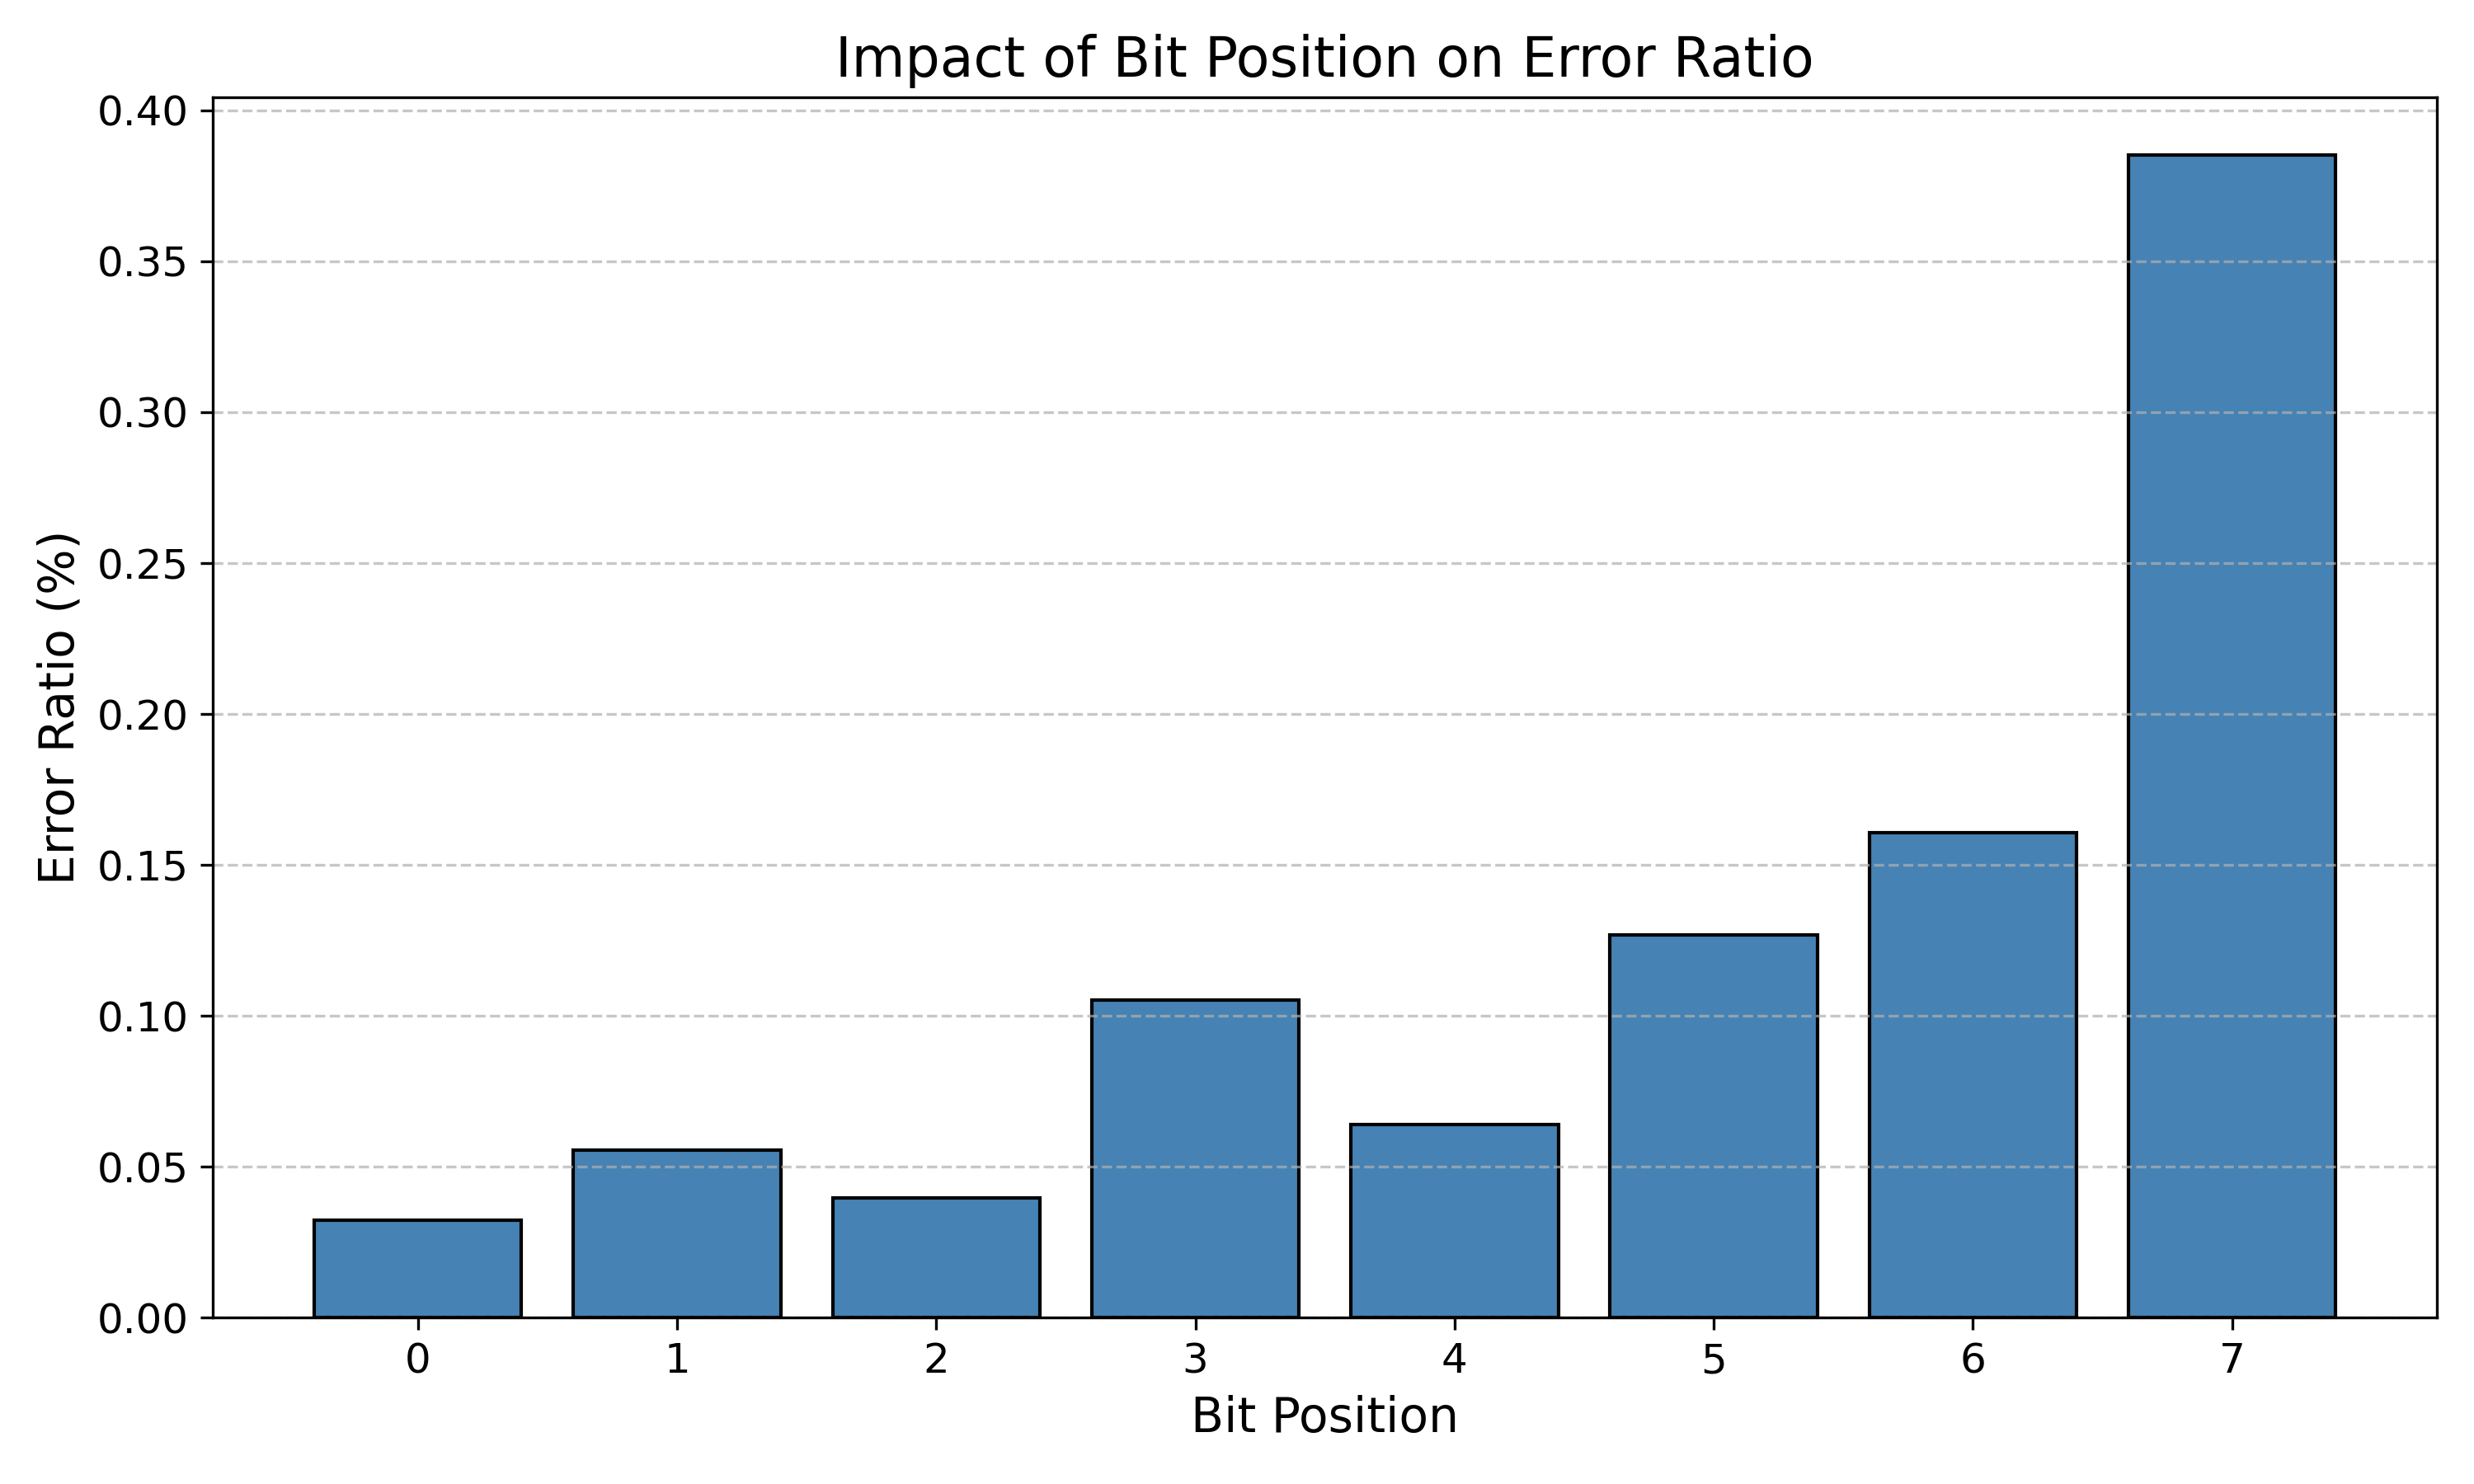 Impact of Bit Position on Error Ratio
Error Ratio (%)
0.40
0.35
0.30
0.25
0.20
0.15
0.10
0.05
0.00
0 1 2 3 4 5 6 7
Bit Position